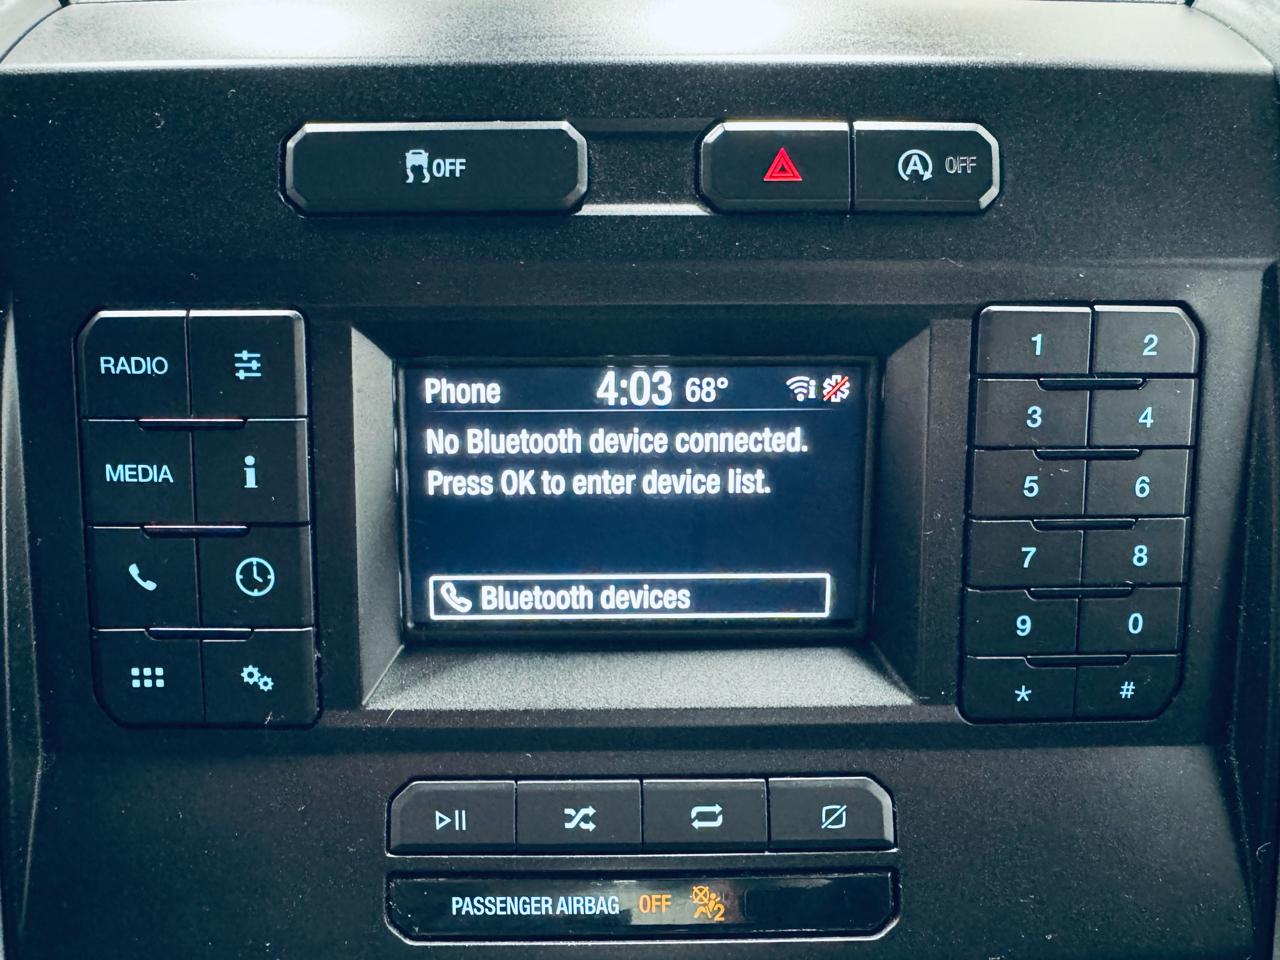 OFF
A OFF
RADIO
MEDIA
i
Phone 4:03 68° i
No Bluetooth device connected.
Press OK to enter device list.
Bluetooth devices
1 2
3 4
5 6
7 8
9 0
* #
PASSENGER AIRBAG OFF 2